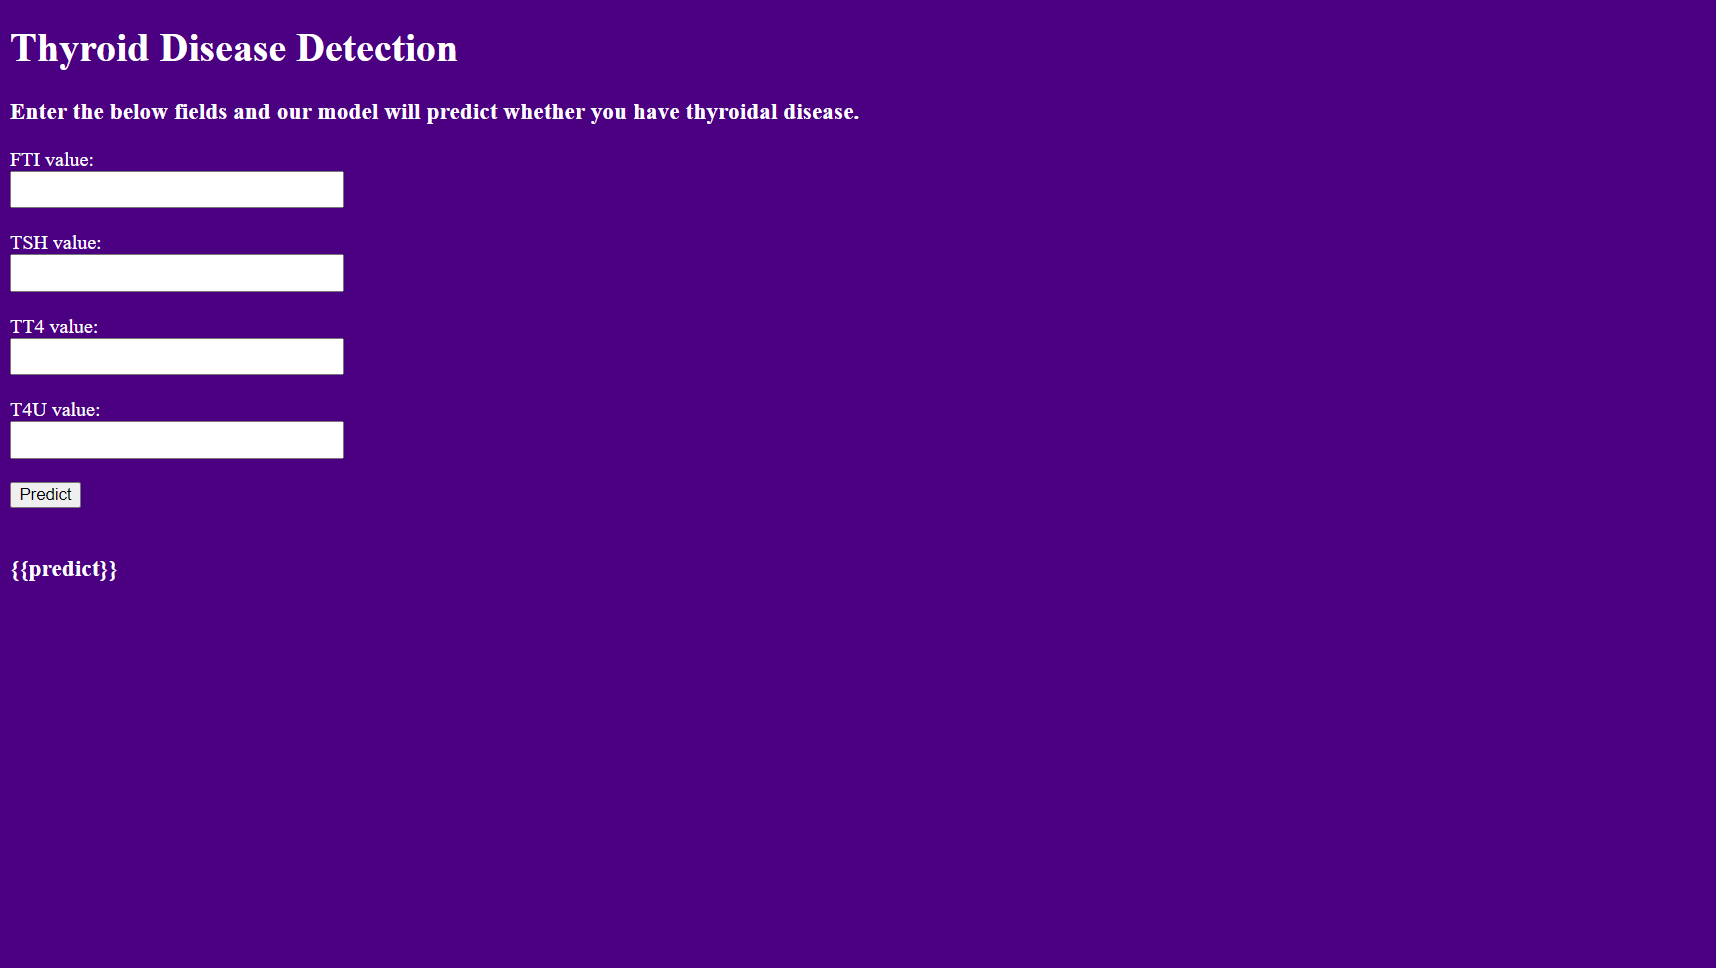 Thyroid Disease Detection
Enter the below fields and our model will predict whether you have thyroidal disease.
FTI value:
TSH value:
TT4 value:
T4U value:
Predict
{{predict}}